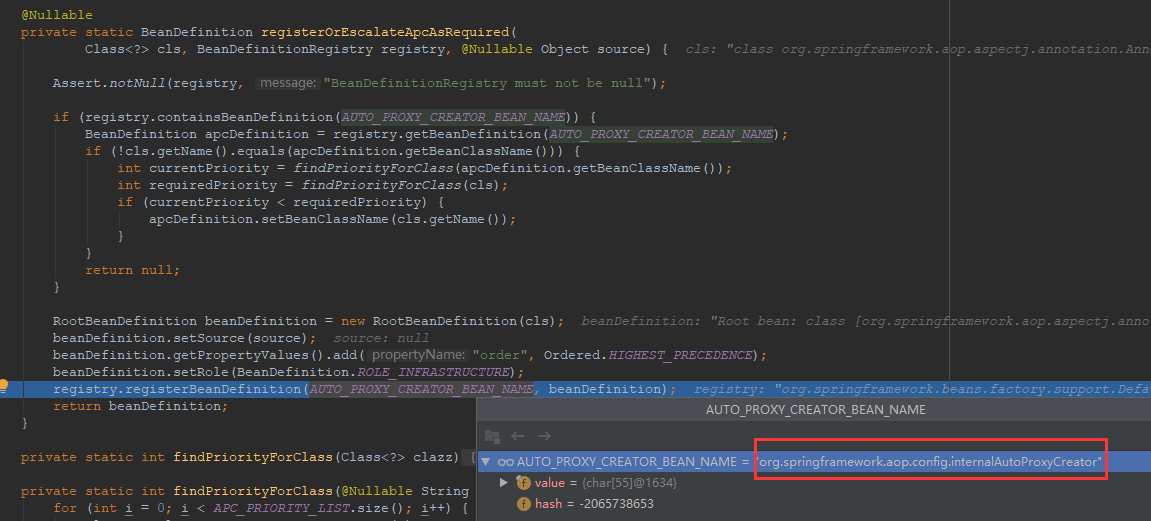 @Nullable
private static BeanDefinition registerOrEscalateApcAsRequired(
Class<?> cls, BeanDefinitionRegistry registry, @Nullable Object source) { cls: "class org.springframework.aop.aspectj.annotation.Anno
Assert.notNull(registry, message: "BeanDefinitionRegistry must not be null");
if (registry.containsBeanDefinition(AUTO_PROXY_CREATOR_BEAN_NAME)) {
BeanDefinition apcDefinition = registry.getBeanDefinition(AUTO_PROXY_CREATOR_BEAN_NAME);
if (!cls.getName().equals(apcDefinition.getBeanClassName())) {
int currentPriority = findPriorityForClass(apcDefinition.getBeanClassName());
int requiredPriority = findPriorityForClass(cls);
if (currentPriority < requiredPriority) {
apcDefinition.setBeanClassName(cls.getName());
}
}
return null;
}
RootBeanDefinition beanDefinition = new RootBeanDefinition(cls); beanDefinition: "Root bean: class [org.springframework.aop.aspectj.anno
beanDefinition.setSource(source); source: null
beanDefinition.getPropertyValues().add( propertyName: "order", Ordered.HIGHEST_PRECEDENCE);
beanDefinition.setRole(BeanDefinition.ROLE_INFRASTRUCTURE);
registry.registerBeanDefinition(AUTO_PROXY_CREATOR_BEAN_NAME, beanDefinition); registry: "org.springframework.beans.factory.support.Defa
return beanDefinition;
}
AUTO_PROXY_CREATOR_BEAN_NAME
private static int findPriorityForClass(Class<?> clazz) {
AUTO_PROXY_CREATOR_BEAN_NAME = "org.springframework.aop.config.internalAutoProxyCreator"
value = {char[55]@1634}
private static int findPriorityForClass(@Nullable String
hash = -2065738653
for (int i = 0; i < APC_PRIORITY_LIST.size(); i++) {